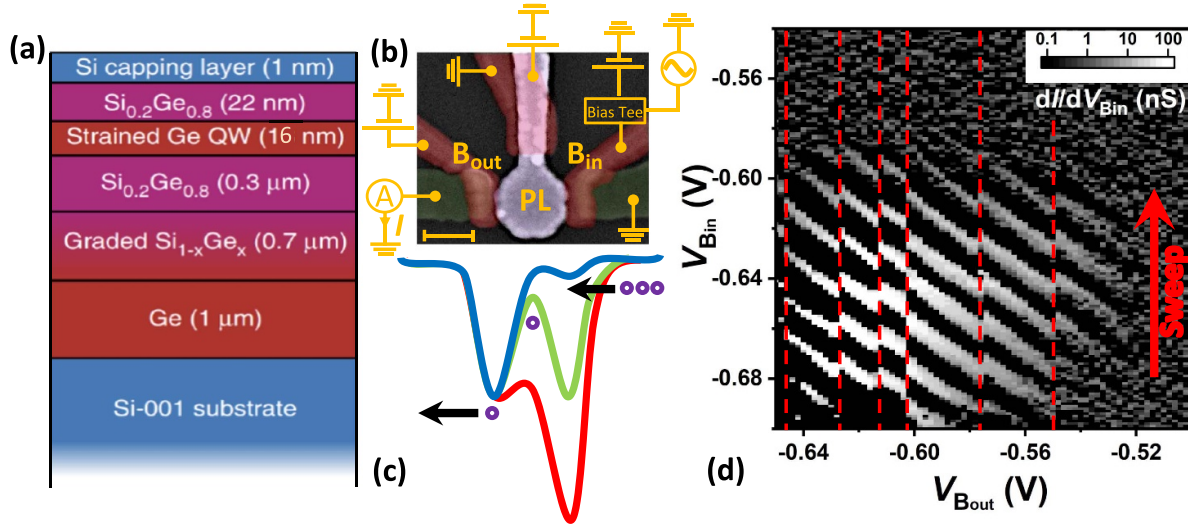 (a)
Si capping layer (1 nm)
Si0.2Ge0.8 (22 nm)
Strained Ge QW (16 nm)
Si0.2Ge0.8 (0.3 μm)
Graded Si1-xGex (0.7 μm)
Ge (1 μm)
Si-001 substrate
(b)
Bias Tee
Bout
Bin
PL
A
I
(c)
(d)
0.1 1 10 100
dI/dVBin (nS)
-0.56
-0.60
-0.64
-0.68
VBin (V)
Sweep
-0.64 -0.60 -0.56 -0.52
VBout (V)